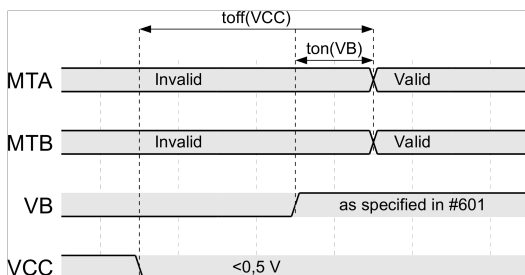 toff(VCC)
ton(VB)
MTA Invalid Valid
MTB Invalid Valid
VB as specified in #601
VCC <0,5 V